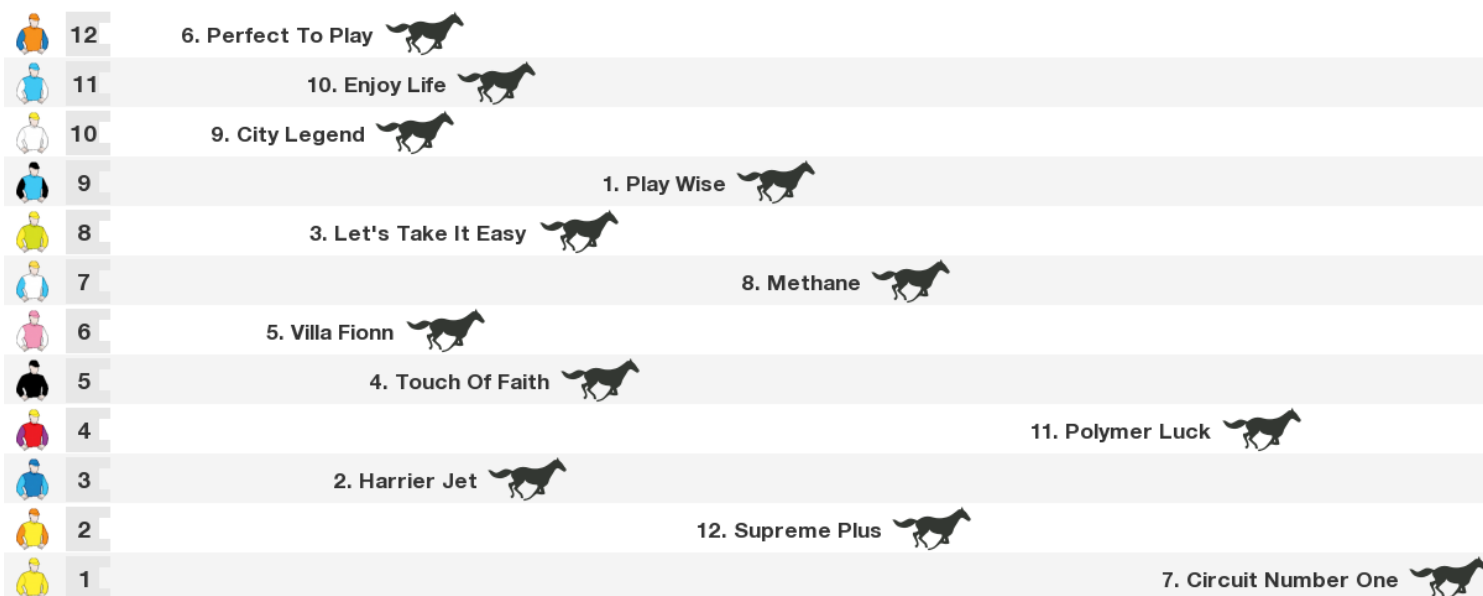 12 6. Perfect To Play
11 10. Enjoy Life
10 9. City Legend
9 1. Play Wise
8 3. Let's Take It Easy
7 8. Methane
6 5. Villa Fionn
5 4. Touch Of Faith
4 11. Polymer Luck
3 2. Harrier Jet
2 12. Supreme Plus
1 7. Circuit Number One